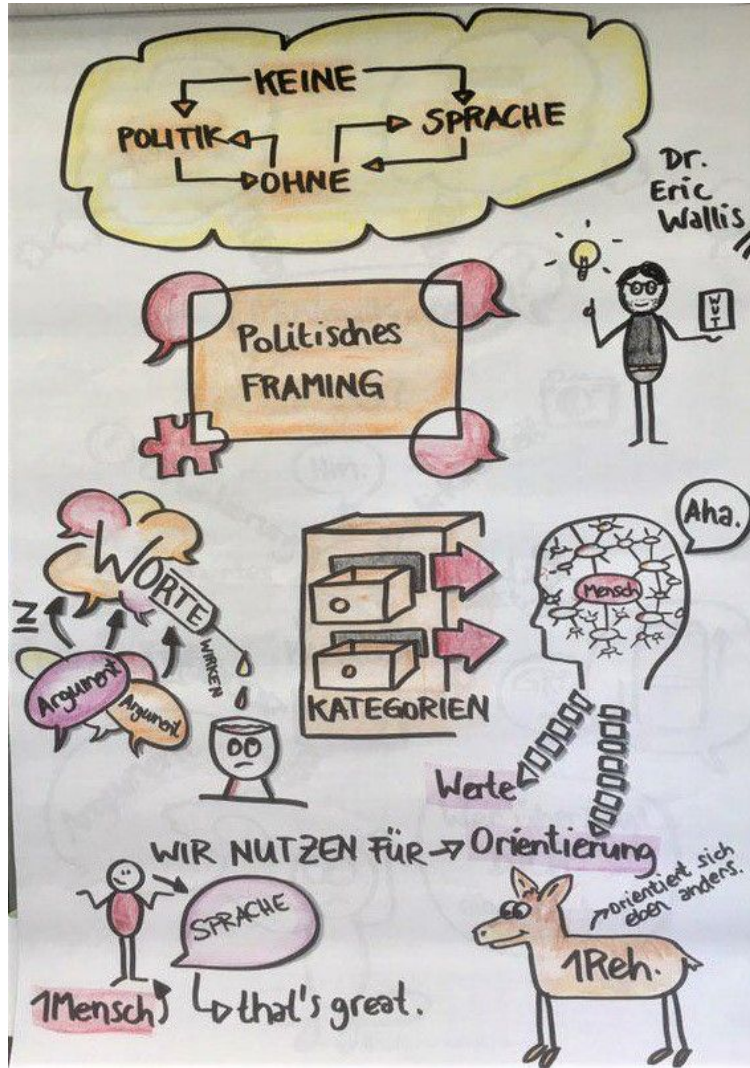 KEINE
POLITIK
SPRACHE
OHNE
Dr.
Eric
Wallis
WUT
Politisches
FRAMING
WORTE
WIRKEN
Argument
Argument
KATEGORIEN
Aha.
Mensch
Werte
WIR NUTZEN FÜR → Orientierung
SPRACHE
1Mensch
that's great.
orientiert sich
eben anders.
1Reh.